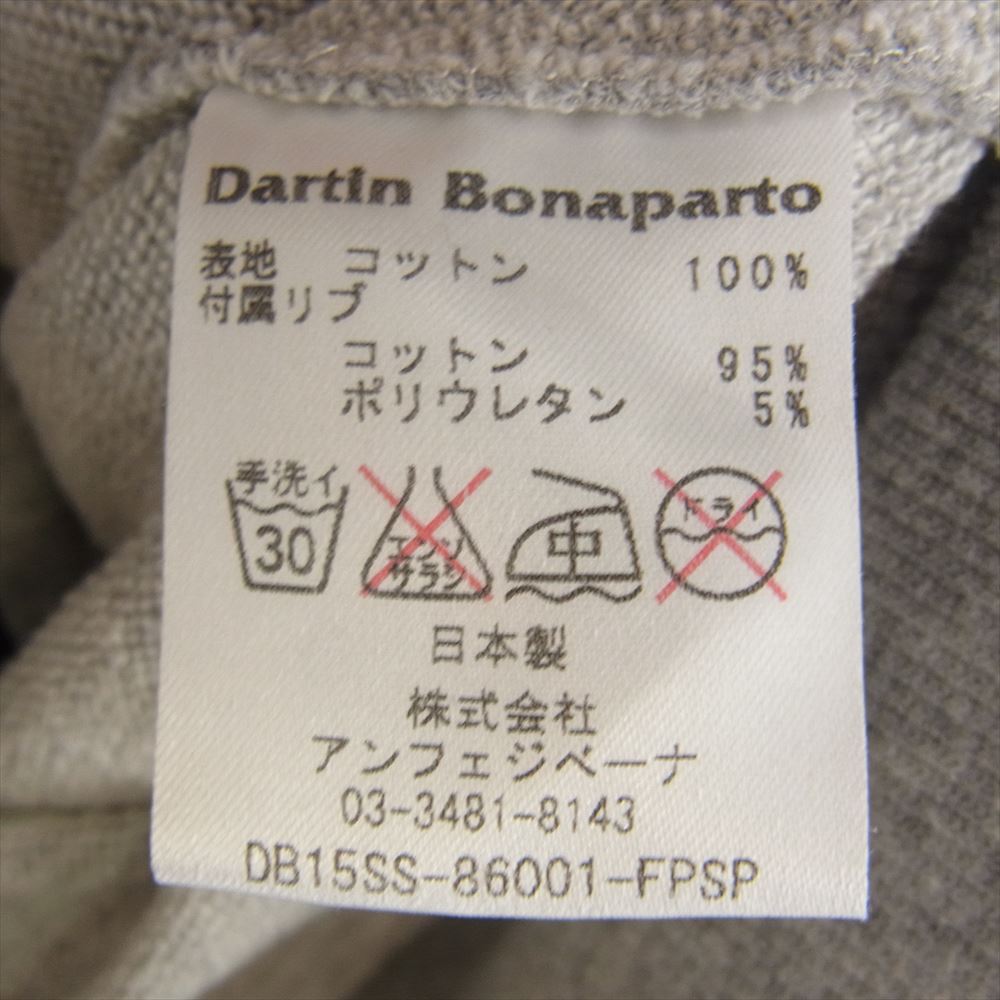 Dartin Bonaparto
表地 コットン 100%
付属リブ
コットン 95%
ポリウレタン 5%
手洗イ
30
エンソ
サラシ
中
ドライ
日本製
株式会社
アンフェジベーナ
03-3481-8143
DB15SS-86001-FPSP